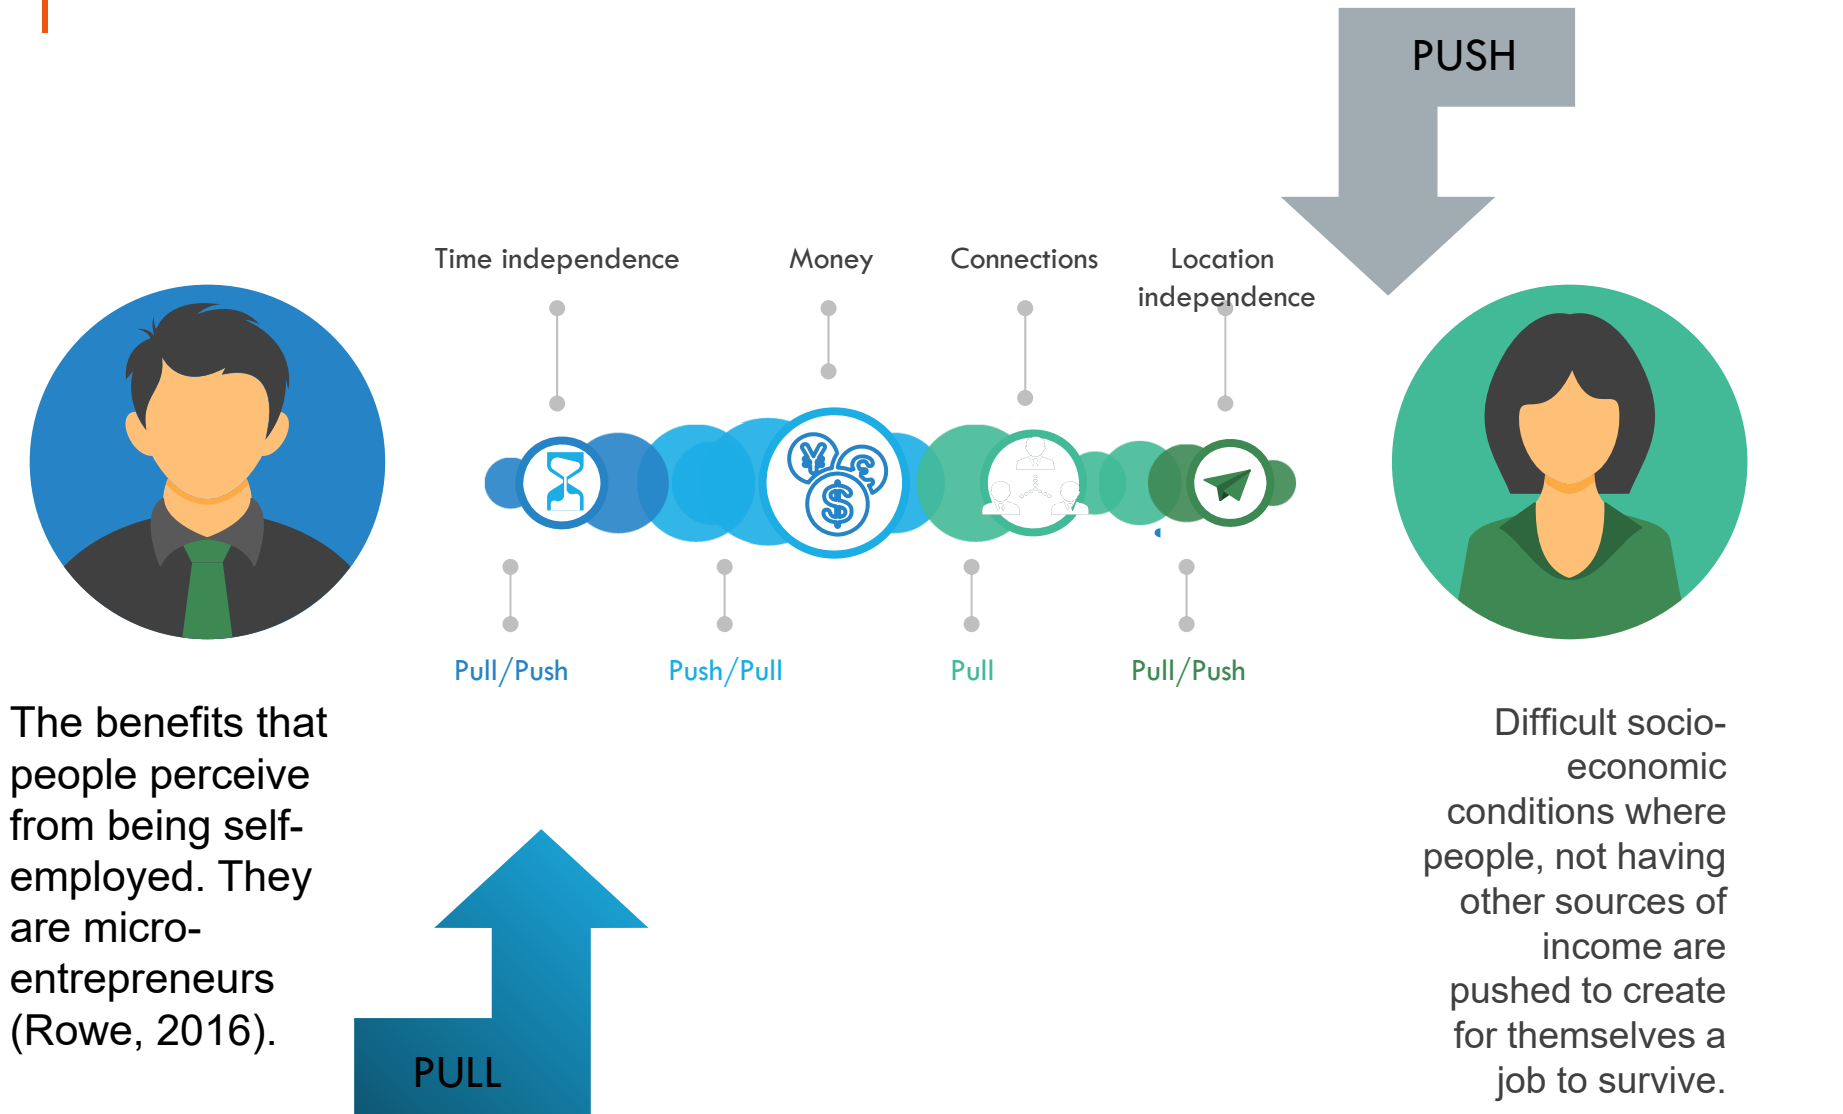 PUSH
Time independence
Money
Connections
Location
independence
¥
£
$
Pull/Push
Push/Pull
Pull
Pull/Push
The benefits that
people perceive
from being self-
employed. They
are micro-
entrepreneurs
(Rowe, 2016).
Difficult socio-
economic
conditions where
people, not having
other sources of
income are
pushed to create
for themselves a
job to survive.
PULL